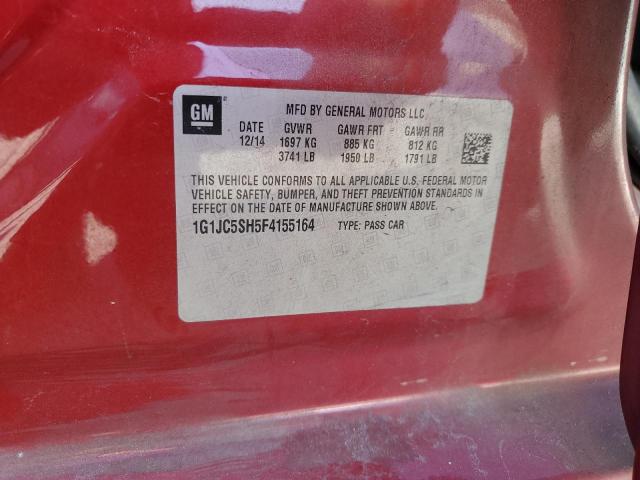 GM
MFD BY GENERAL MOTORS LLC
DATE GVWR GAWR FRT GAWR RR
12/14 1697 KG 885 KG 812 KG
3741 LB 1950 LB 1791 LB
THIS VEHICLE CONFORMS TO ALL APPLICABLE U.S. FEDERAL MOTOR
VEHICLE SAFETY, BUMPER, AND THEFT PREVENTION STANDARDS IN
EFFECT ON THE DATE OF MANUFACTURE SHOWN ABOVE.
1G1JC5SH5F4155164 TYPE: PASS CAR